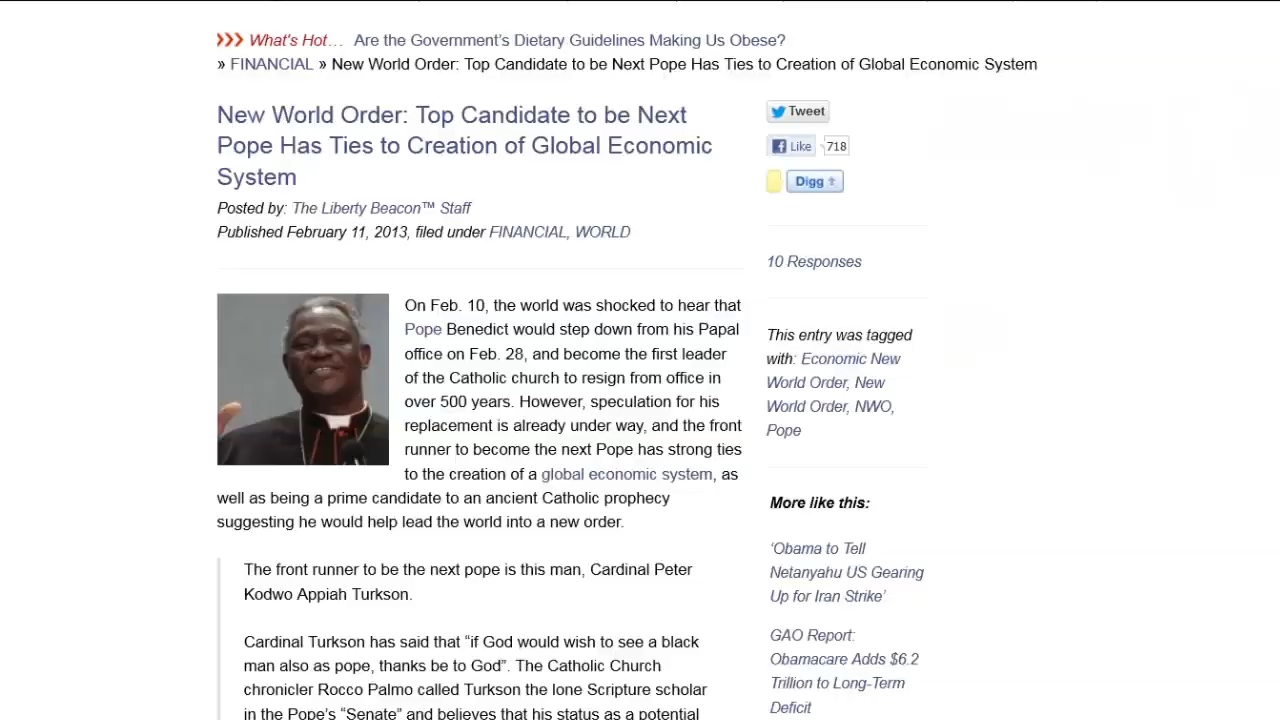 What's Hot… Are the Government's Dietary Guidelines Making Us Obese?
» FINANCIAL » New World Order: Top Candidate to be Next Pope Has Ties to Creation of Global Economic System
New World Order: Top Candidate to be Next
Pope Has Ties to Creation of Global Economic
System
Posted by: The Liberty Beacon™ Staff
Published February 11, 2013, filed under FINANCIAL, WORLD
On Feb. 10, the world was shocked to hear that
Pope Benedict would step down from his Papal
office on Feb. 28, and become the first leader
of the Catholic church to resign from office in
over 500 years. However, speculation for his
replacement is already under way, and the front
runner to become the next Pope has strong ties
to the creation of a global economic system, as
well as being a prime candidate to an ancient Catholic prophecy
suggesting he would help lead the world into a new order.
The front runner to be the next pope is this man, Cardinal Peter
Kodwo Appiah Turkson.
Cardinal Turkson has said that “if God would wish to see a black
man also as pope, thanks be to God”. The Catholic Church
chronicler Rocco Palmo called Turkson the lone Scripture scholar
in the Pope's “Senate” and believes that his status as a potential
Tweet
Like 718
Digg
10 Responses
This entry was tagged
with: Economic New
World Order, New
World Order, NWO,
Pope
More like this:
‘Obama to Tell
Netanyahu US Gearing
Up for Iran Strike’
GAO Report:
Obamacare Adds $6.2
Trillion to Long-Term
Deficit